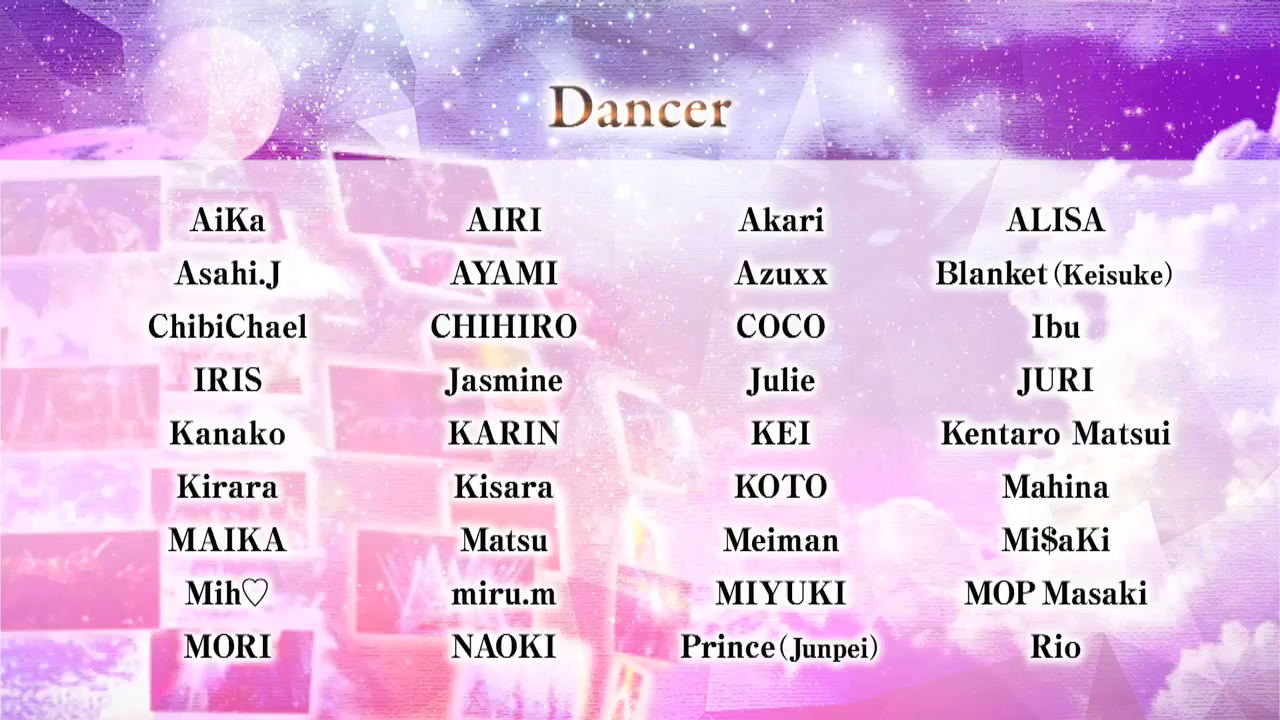 Dancer
AiKa AIRI Akari ALISA
Asahi.J AYAMI Azuxx Blanket（Keisuke）
ChibiChael CHIHIRO COCO Ibu
IRIS Jasmine Julie JURI
Kanako KARIN KEI Kentaro Matsui
Kirara Kisara KOTO Mahina
MAIKA Matsu Meiman Mi$aKi
Mih♡ miru.m MIYUKI MOP Masaki
MORI NAOKI Prince（Junpei） Rio